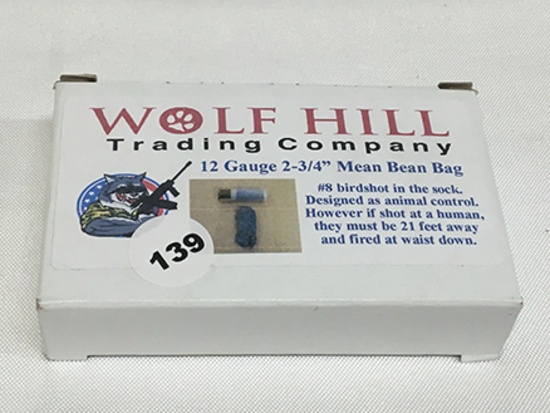 WOLF HILL
Trading Company
12 Gauge 2-3/4" Mean Bean Bag
#8 birdshot in the sock.
Designed as animal control.
However if shot at a human,
they must be 21 feet away
and fired at waist down.
139